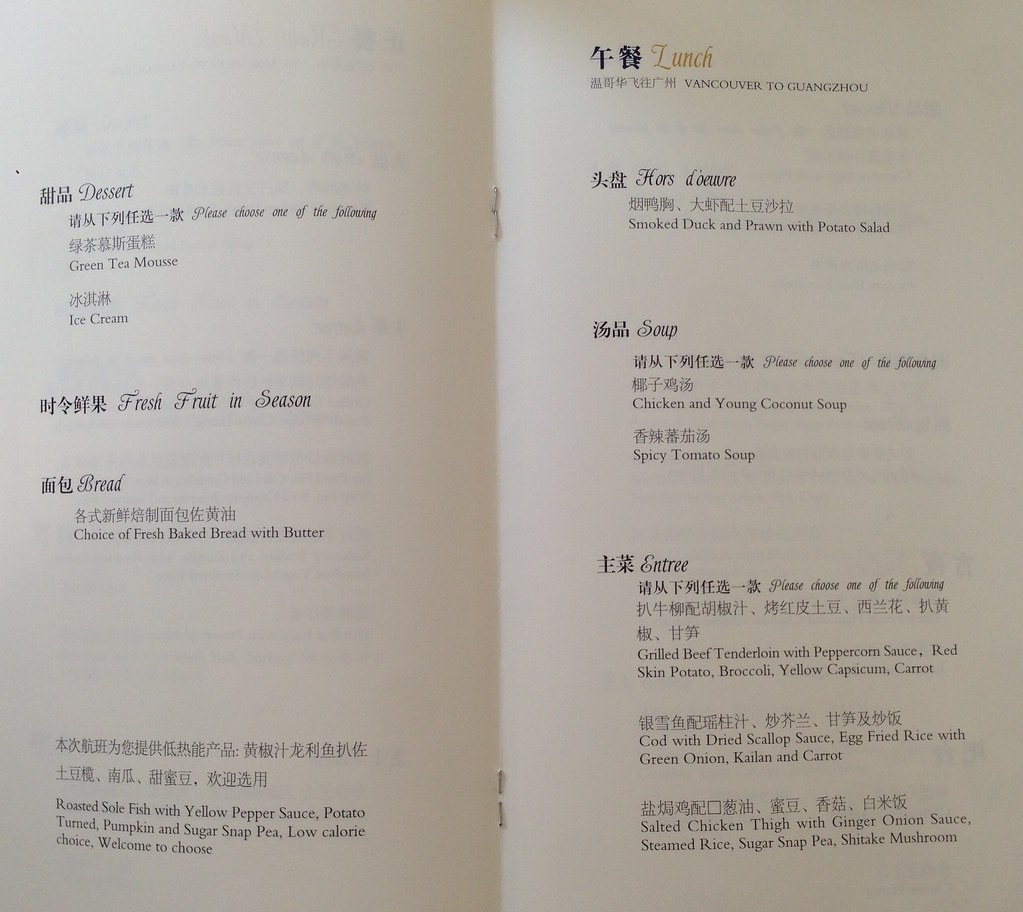 甜品 Dessert
请从下列任选一款 Please choose one of the following
绿茶慕斯蛋糕
Green Tea Mousse
冰淇淋
Ice Cream
时令鲜果 Fresh Fruit in Season
面包 Bread
各式新鲜焙制面包佐黄油
Choice of Fresh Baked Bread with Butter
本次航班为您提供低热能产品: 黄椒汁龙利鱼扒佐
土豆榄、南瓜、甜蜜豆，欢迎选用
Roasted Sole Fish with Yellow Pepper Sauce, Potato
Turned, Pumpkin and Sugar Snap Pea, Low calorie
choice, Welcome to choose
午餐 Lunch
温哥华飞往广州 VANCOUVER TO GUANGZHOU
头盘 Hors d'oeuvre
烟鸭胸、大虾配土豆沙拉
Smoked Duck and Prawn with Potato Salad
汤品 Soup
请从下列任选一款 Please choose one of the following
椰子鸡汤
Chicken and Young Coconut Soup
香辣蕃茄汤
Spicy Tomato Soup
主菜 Entree
请从下列任选一款 Please choose one of the following
扒牛柳配胡椒汁、烤红皮土豆、西兰花、扒黄
椒、甘笋
Grilled Beef Tenderloin with Peppercorn Sauce, Red
Skin Potato, Broccoli, Yellow Capsicum, Carrot
银雪鱼配瑶柱汁、炒芥兰、甘笋及炒饭
Cod with Dried Scallop Sauce, Egg Fried Rice with
Green Onion, Kailan and Carrot
盐焗鸡配□葱油、蜜豆、香菇、白米饭
Salted Chicken Thigh with Ginger Onion Sauce,
Steamed Rice, Sugar Snap Pea, Shitake Mushroom